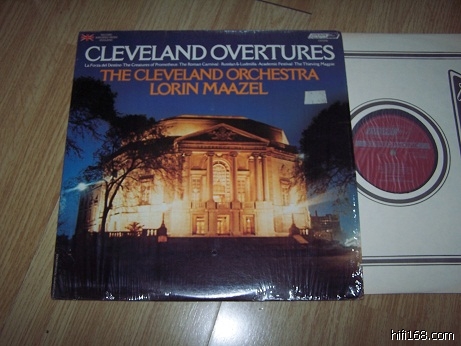 CLEVELAND OVERTURES
La Forza del Destino · The Creatures of Prometheus · The Roman Carnival · Russlan & Ludmilla · Academic Festival · The Thieving Magpie
THE CLEVELAND ORCHESTRA
LORIN MAAZEL
hifi168.com